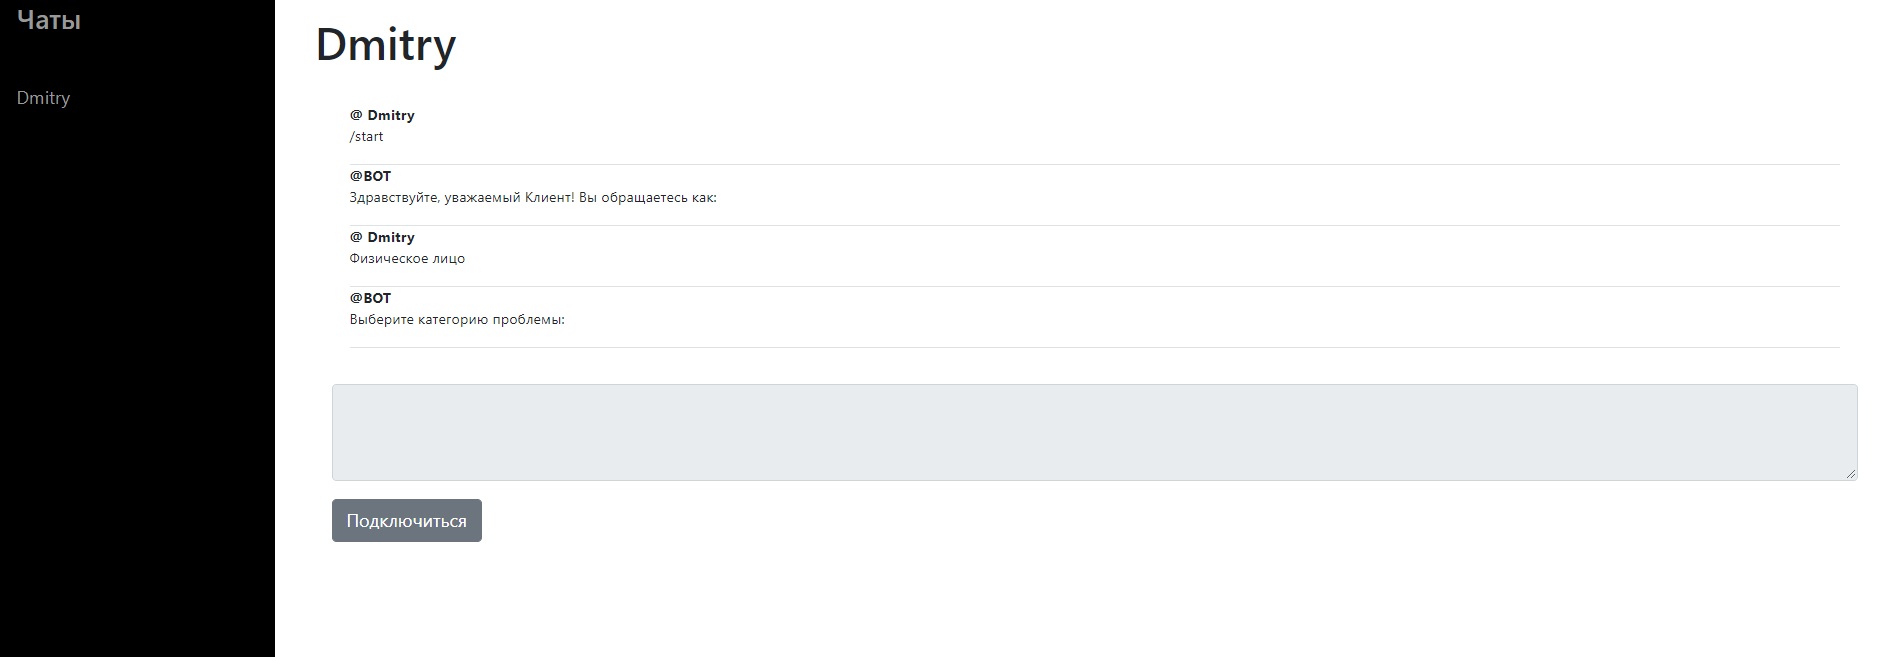 Чаты
Dmitry
Dmitry
@ Dmitry
/start
@BOT
Здравствуйте, уважаемый Клиент! Вы обращаетесь как:
@ Dmitry
Физическое лицо
@BOT
Выберите категорию проблемы:
Подключиться